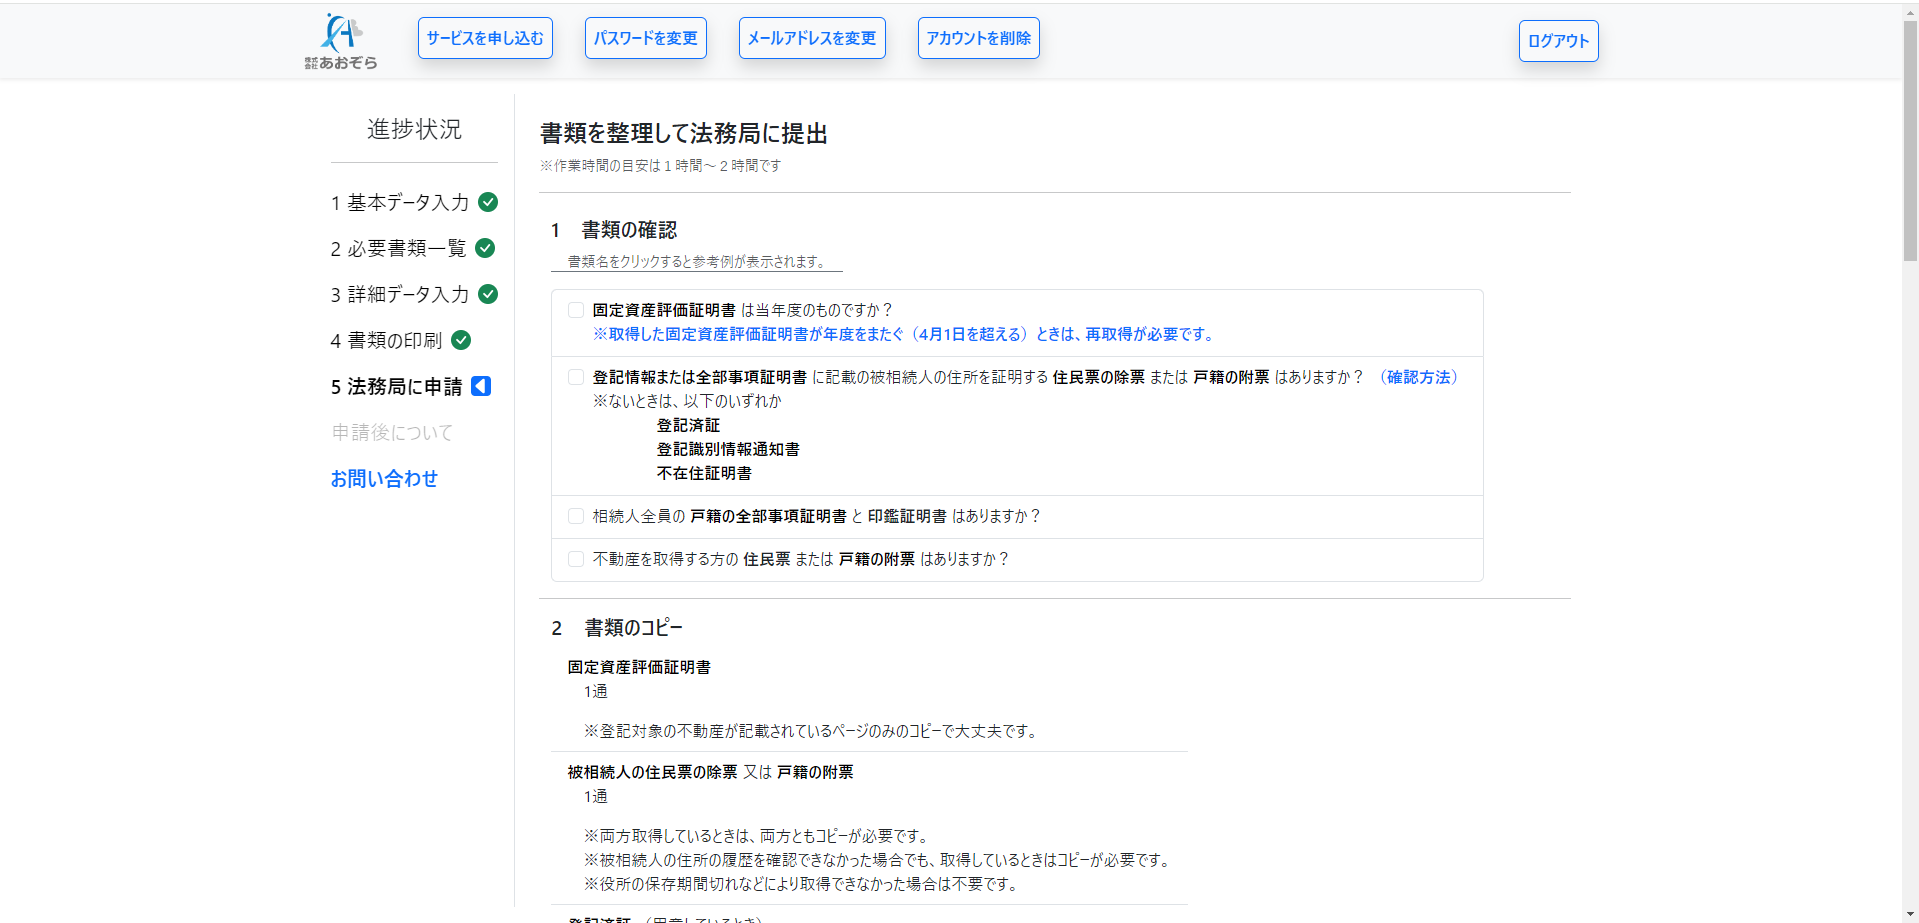 株式会社あおぞら
サービスを申し込む
パスワードを変更
メールアドレスを変更
アカウントを削除
ログアウト
進捗状況
1 基本データ入力
2 必要書類一覧
3 詳細データ入力
4 書類の印刷
5 法務局に申請
申請後について
お問い合わせ
書類を整理して法務局に提出
※作業時間の目安は１時間～２時間です
1　書類の確認
書類名をクリックすると参考例が表示されます。
固定資産評価証明書 は当年度のものですか？
※取得した固定資産評価証明書が年度をまたぐ（4月1日を超える）ときは、再取得が必要です。
登記情報または全部事項証明書 に記載の被相続人の住所を証明する 住民票の除票 または 戸籍の附票 はありますか？ （確認方法）
※ないときは、以下のいずれか
登記済証
登記識別情報通知書
不在住証明書
相続人全員の 戸籍の全部事項証明書 と 印鑑証明書 はありますか？
不動産を取得する方の 住民票 または 戸籍の附票 はありますか？
2　書類のコピー
固定資産評価証明書
1通
※登記対象の不動産が記載されているページのみのコピーで大丈夫です。
被相続人の住民票の除票 又は 戸籍の附票
1通
※両方取得しているときは、両方ともコピーが必要です。
※被相続人の住所の履歴を確認できなかった場合でも、取得しているときはコピーが必要です。
※役所の保存期間切れなどにより取得できなかった場合は不要です。
登記済証 （用意しているとき）